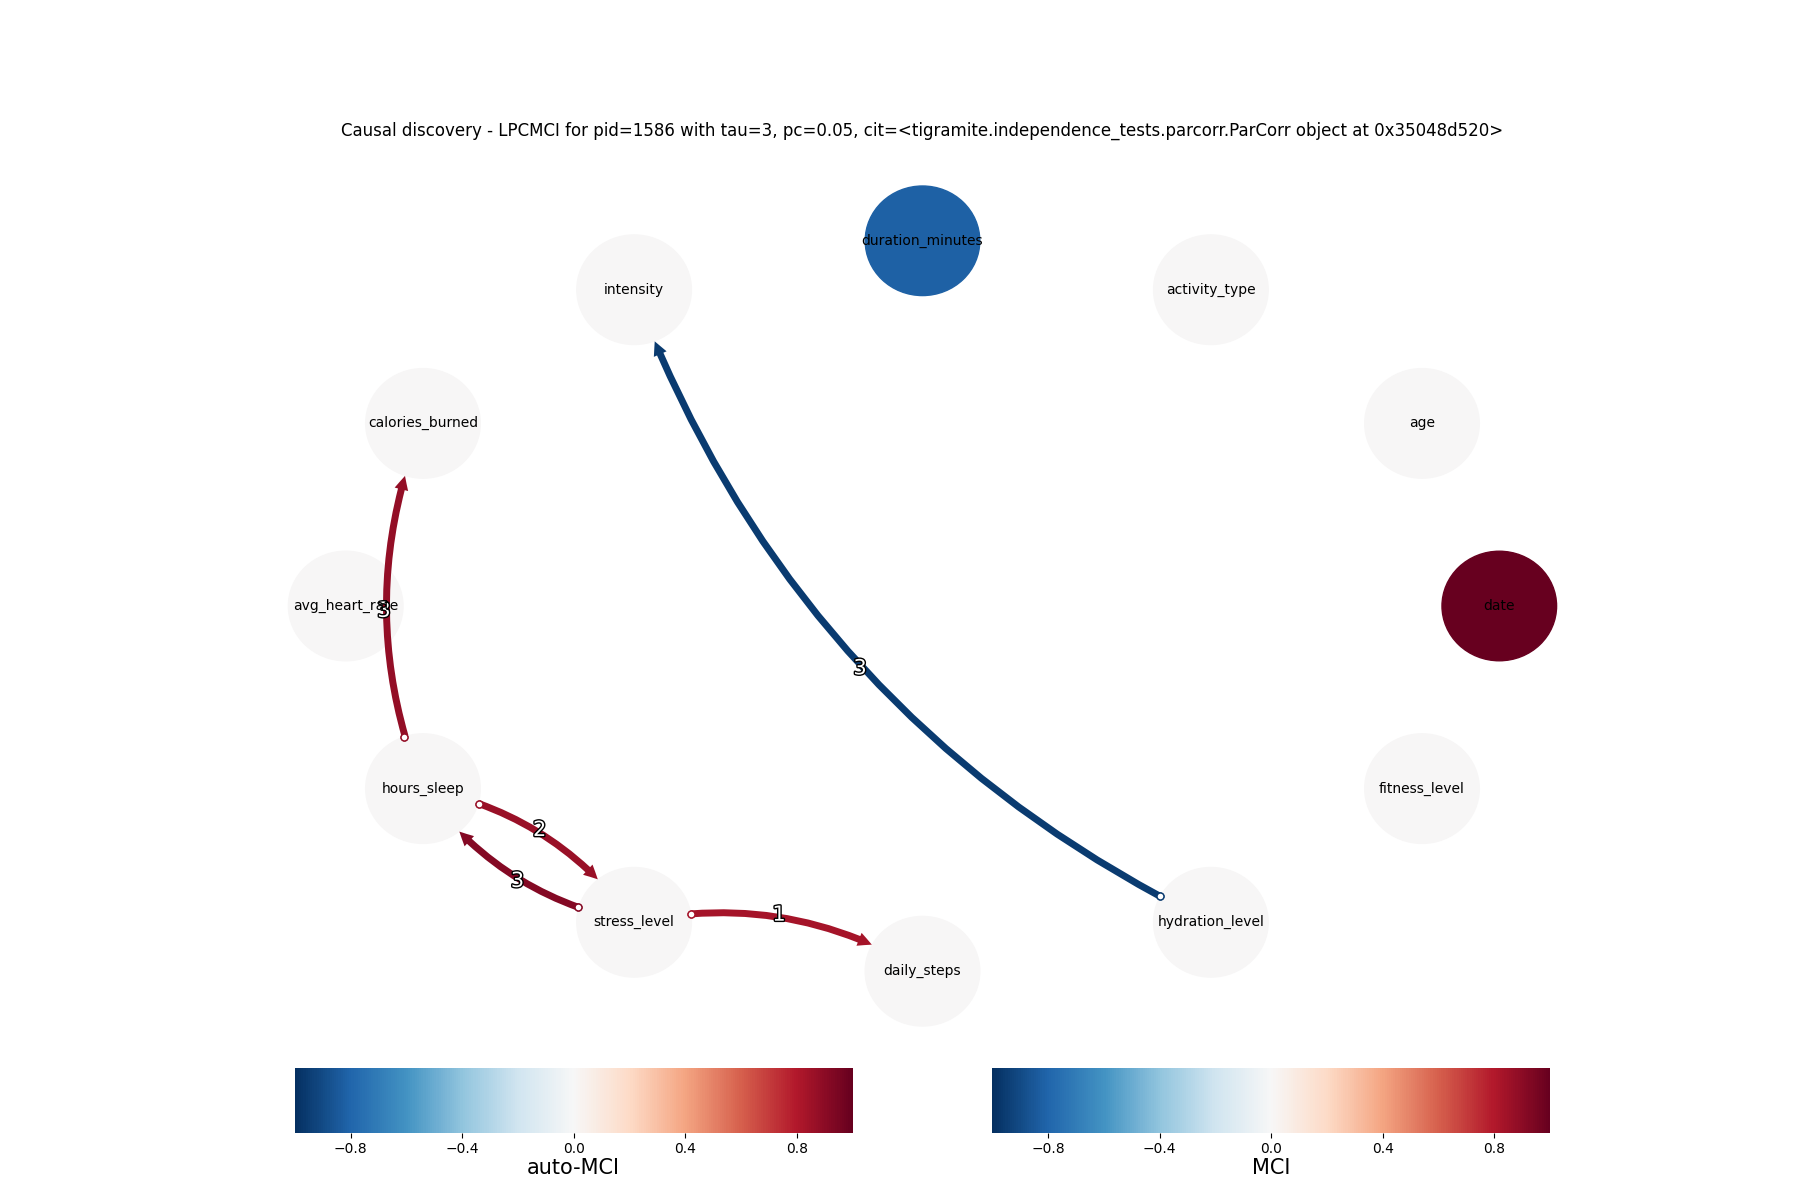 Causal discovery - LPCMCI for pid=1586 with tau=3, pc=0.05, cit=<tigramite.independence_tests.parcorr.ParCorr object at 0x35048d520>
duration_minutes
intensity
activity_type
calories_burned
age
avg_heart_rate
3
date
3
hours_sleep
fitness_level
2
3
stress_level
1
hydration_level
daily_steps
−0.8 −0.4 0.0 0.4 0.8
auto-MCI
−0.8 −0.4 0.0 0.4 0.8
MCI